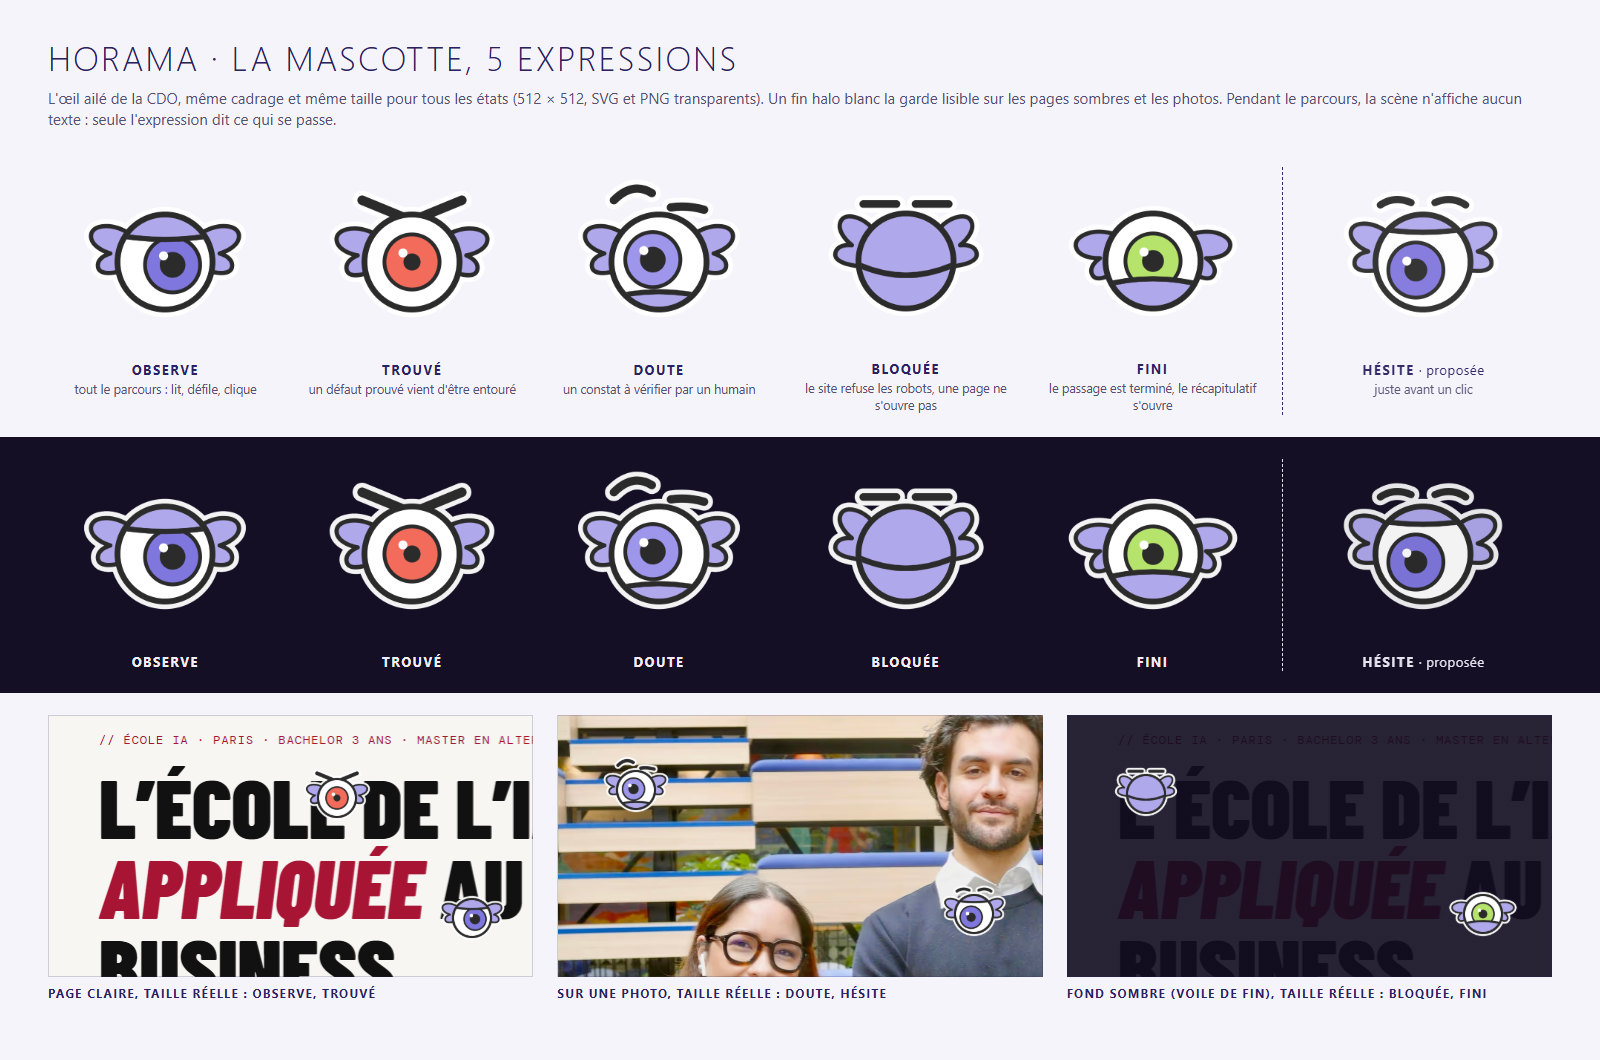 HORAMA · LA MASCOTTE, 5 EXPRESSIONS
L'œil ailé de la CDO, même cadrage et même taille pour tous les états (512 × 512, SVG et PNG transparents). Un fin halo blanc la garde lisible sur les pages sombres et les photos. Pendant le parcours, la scène n'affiche aucun
texte : seule l'expression dit ce qui se passe.
OBSERVE
tout le parcours : lit, défile, clique
TROUVÉ
un défaut prouvé vient d'être entouré
DOUTE
un constat à vérifier par un humain
BLOQUÉE
le site refuse les robots, une page ne
s'ouvre pas
FINI
le passage est terminé, le récapitulatif
s'ouvre
HÉSITE · proposée
juste avant un clic
OBSERVE
TROUVÉ
DOUTE
BLOQUÉE
FINI
HÉSITE · proposée
// ÉCOLE IA · PARIS · BACHELOR 3 ANS · MASTER EN ALTE
L'ÉCOLE DE L'I
APPLIQUÉE AU
BUSINESS
PAGE CLAIRE, TAILLE RÉELLE : OBSERVE, TROUVÉ
SUR UNE PHOTO, TAILLE RÉELLE : DOUTE, HÉSITE
// ÉCOLE IA · PARIS · BACHELOR 3 ANS · MASTER EN ALTE
L'ÉCOLE DE L'I
APPLIQUÉE AU
BUSINESS
FOND SOMBRE (VOILE DE FIN), TAILLE RÉELLE : BLOQUÉE, FINI